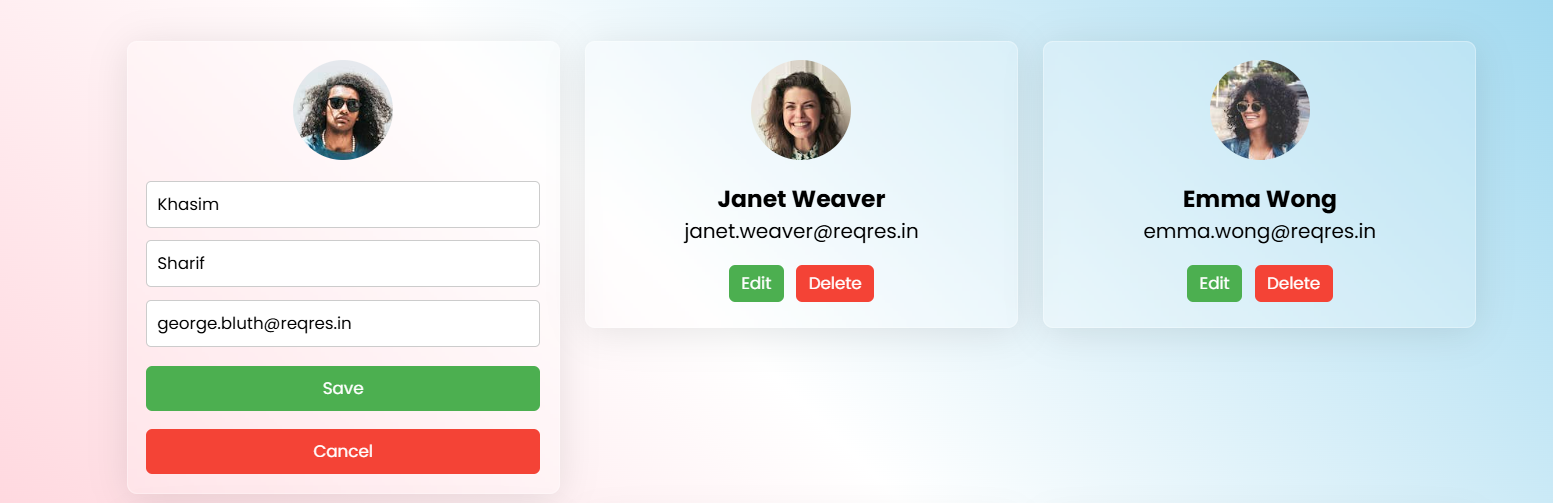 Khasim
Sharif
george.bluth@reqres.in
Save
Cancel
Janet Weaver
janet.weaver@reqres.in
Edit Delete
Emma Wong
emma.wong@reqres.in
Edit Delete